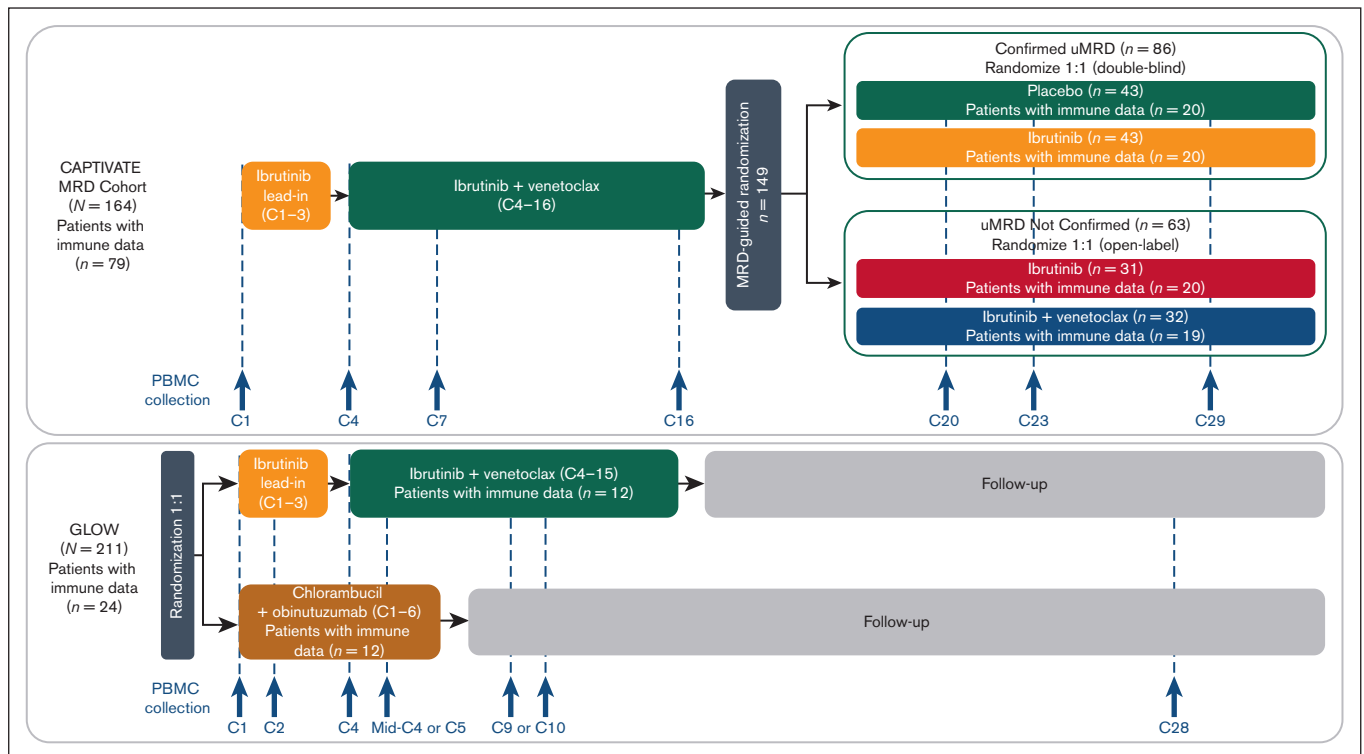 CAPTIVATE
MRD Cohort
(N = 164)
Patients with
immune data
(n = 79)
Ibrutinib
lead-in
(C1–3)
Ibrutinib + venetoclax
(C4–16)
MRD-guided randomization
n = 149
Confirmed uMRD (n = 86)
Randomize 1:1 (double-blind)
Placebo (n = 43)
Patients with immune data (n = 20)
Ibrutinib (n = 43)
Patients with immune data (n = 20)
uMRD Not Confirmed (n = 63)
Randomize 1:1 (open-label)
Ibrutinib (n = 31)
Patients with immune data (n = 20)
Ibrutinib + venetoclax (n = 32)
Patients with immune data (n = 19)
PBMC
collection
C1
C4
C7
C16
C20
C23
C29
GLOW
(N = 211)
Patients with
immune data
(n = 24)
Randomization 1:1
Ibrutinib
lead-in
(C1–3)
Ibrutinib + venetoclax (C4–15)
Patients with immune data (n = 12)
Follow-up
Chlorambucil
+ obinutuzumab (C1–6)
Patients with immune
data (n = 12)
Follow-up
PBMC
collection
C1
C2
C4
Mid-C4 or C5
C9 or C10
C28